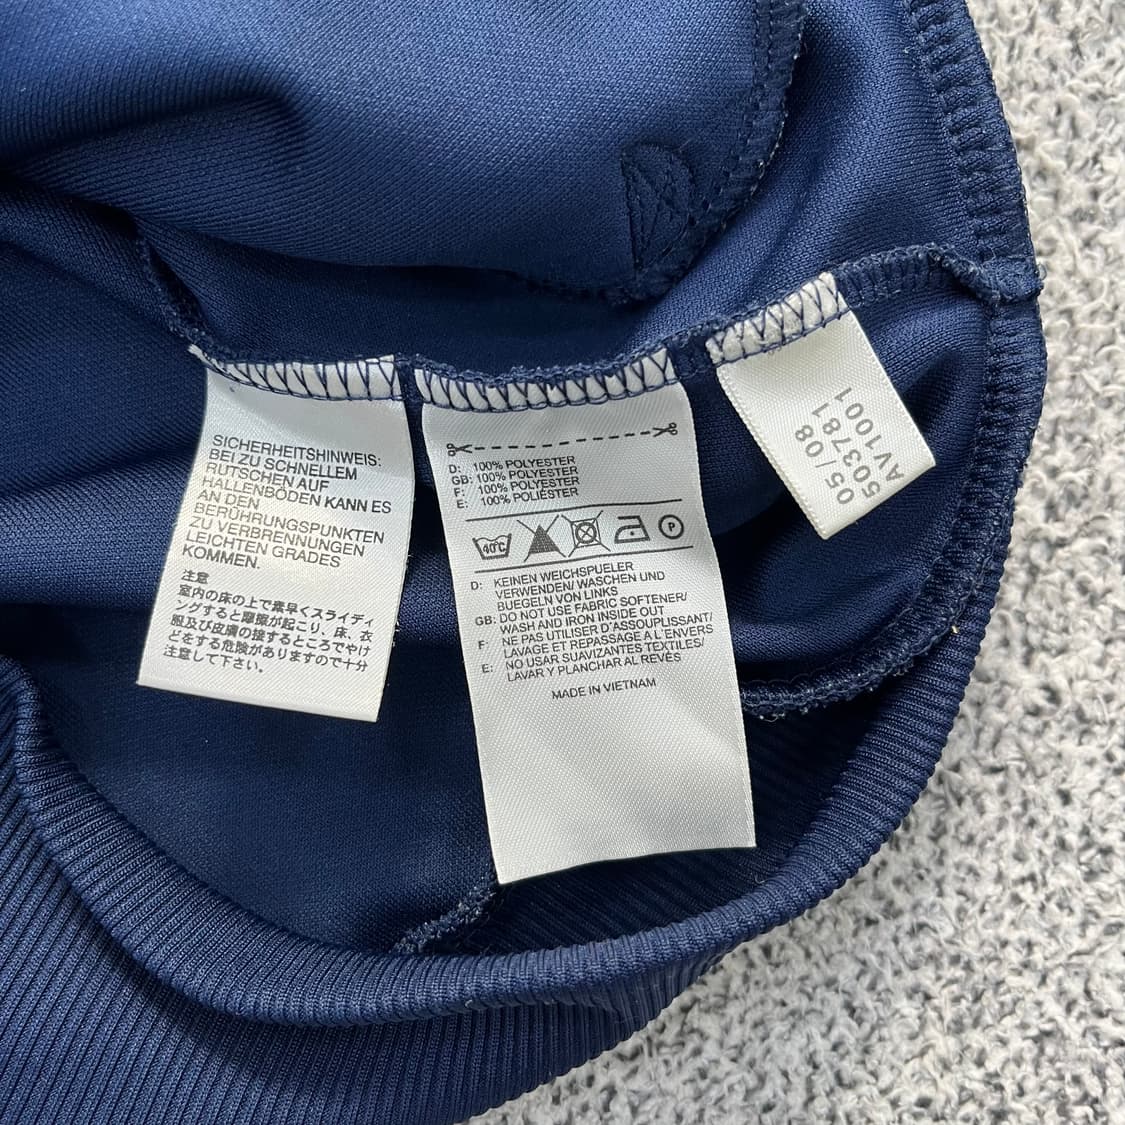 SICHERHEITSHINWEIS:
BEI ZU SCHNELLEM
RUTSCHEN AUF
HALLENBÖDEN KANN ES
AN DEN
BERÜHRUNGSPUNKTEN
ZU VERBRENNUNGEN
LEICHTEN GRADES
KOMMEN.
注意
室内の床の上で素早くスライディ
ングすると摩擦が起こり、床、衣
服及び皮膚の接するところでやけ
どをする危険がありますので十分
注意して下さい。
D: 100% POLYESTER
GB: 100% POLYESTER
F: 100% POLYESTER
E: 100% POLIÉSTER
40°C P
D: KEINEN WEICHSPUELER
VERWENDEN/ WASCHEN UND
BUEGELN VON LINKS
GB: DO NOT USE FABRIC SOFTENER/
WASH AND IRON INSIDE OUT
F: NE PAS UTILISER D'ASSOUPLISSANT/
LAVAGE ET REPASSAGE A L'ENVERS
E: NO USAR SUAVIZANTES TEXTILES/
LAVAR Y PLANCHAR AL REVÉS
MADE IN VIETNAM
05/08
503781
AV1001